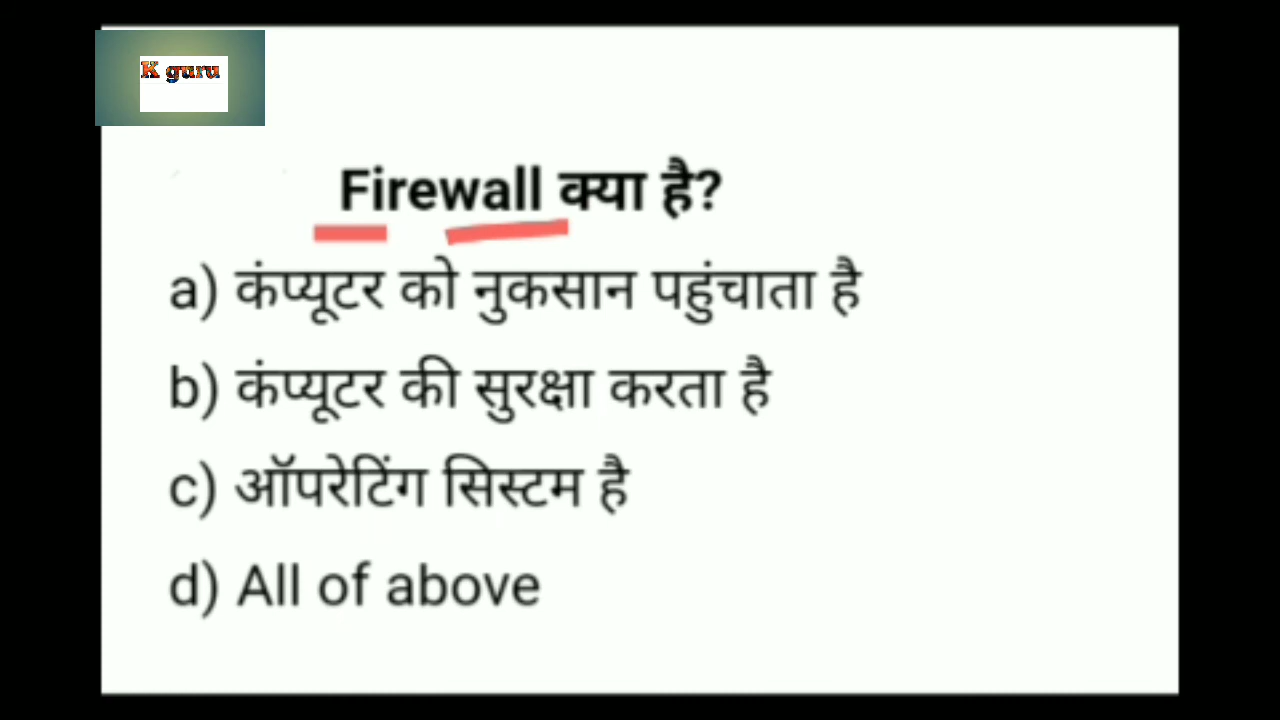 K guru
Firewall क्या है?
a) कंप्यूटर को नुकसान पहुंचाता है
b) कंप्यूटर की सुरक्षा करता है
c) ऑपरेटिंग सिस्टम है
d) All of above